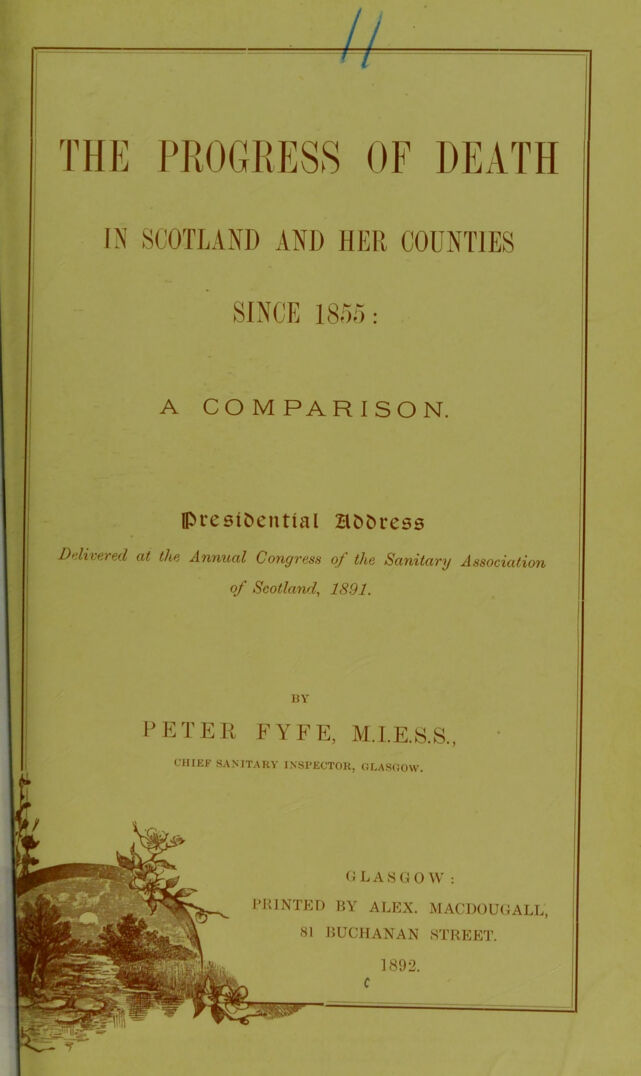 11
THE PROGRESS OF DEATH
IN SCOTLAND AND HER COUNTIES
SINCE 1855:
A COMPARISON.
Presidential Address
Delivered at the Annual Congress of the Sanitary Association
of Scotland, 1891.
BY
PETER FYFE, M.I.E.S.S.,
CHIEF SANITARY INSPECTOR, GLASGOW.
GLASGOW:
PRINTED BY ALEX. MACDOUGALL,
81 BUCHANAN STREET.
1892.
c